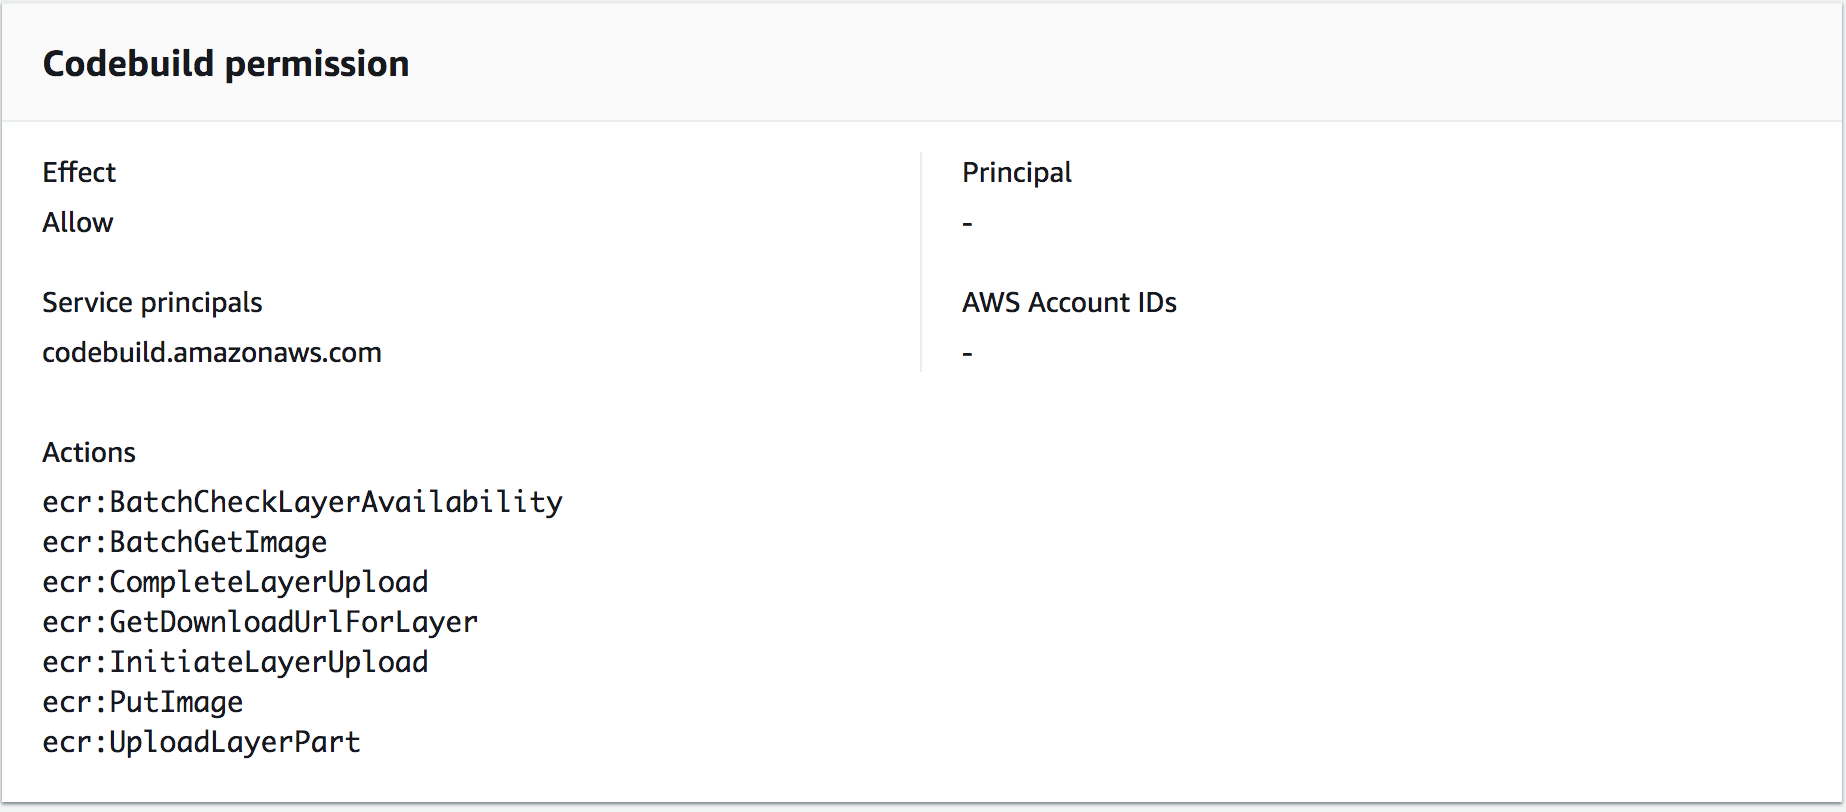 Codebuild permission
Effect
Allow
Principal
-
Service principals
codebuild.amazonaws.com
AWS Account IDs
-
Actions
ecr:BatchCheckLayerAvailability
ecr:BatchGetImage
ecr:CompleteLayerUpload
ecr:GetDownloadUrlForLayer
ecr:InitiateLayerUpload
ecr:PutImage
ecr:UploadLayerPart